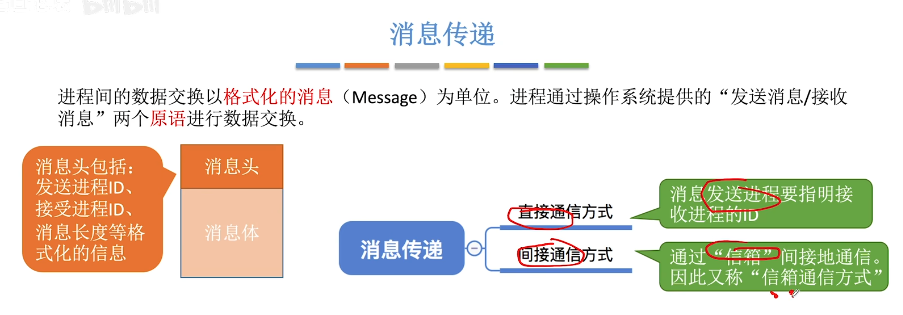 bilibili
消息传递
进程间的数据交换以格式化的消息（Message）为单位。进程通过操作系统提供的“发送消息/接收
消息”两个原语进行数据交换。
消息头包括：
发送进程ID、
接受进程ID、
消息长度等格
式化的信息
消息头
消息体
消息传递
直接通信方式
间接通信方式
消息发送进程要指明接
收进程的ID
通过“信箱”间接地通信。
因此又称“信箱通信方式”